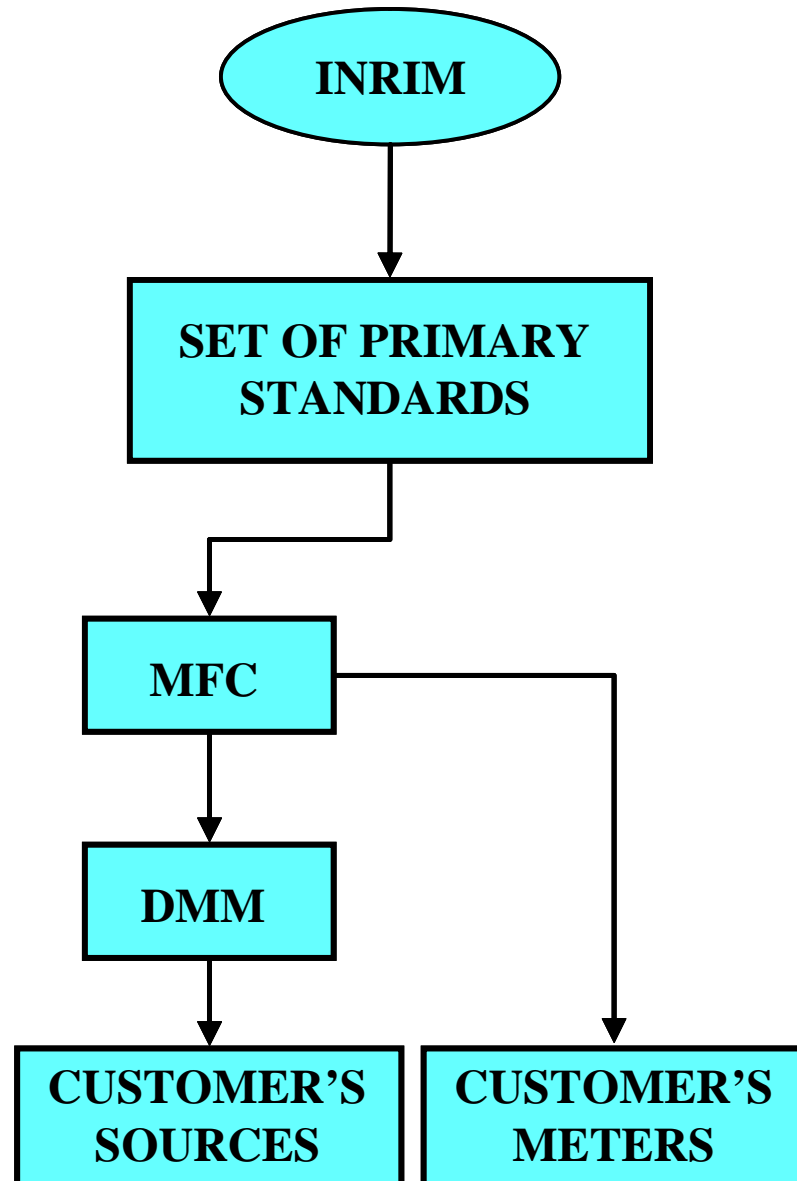 INRIM
SET OF PRIMARY
STANDARDS
MFC
DMM
CUSTOMER’S
SOURCES
CUSTOMER’S
METERS